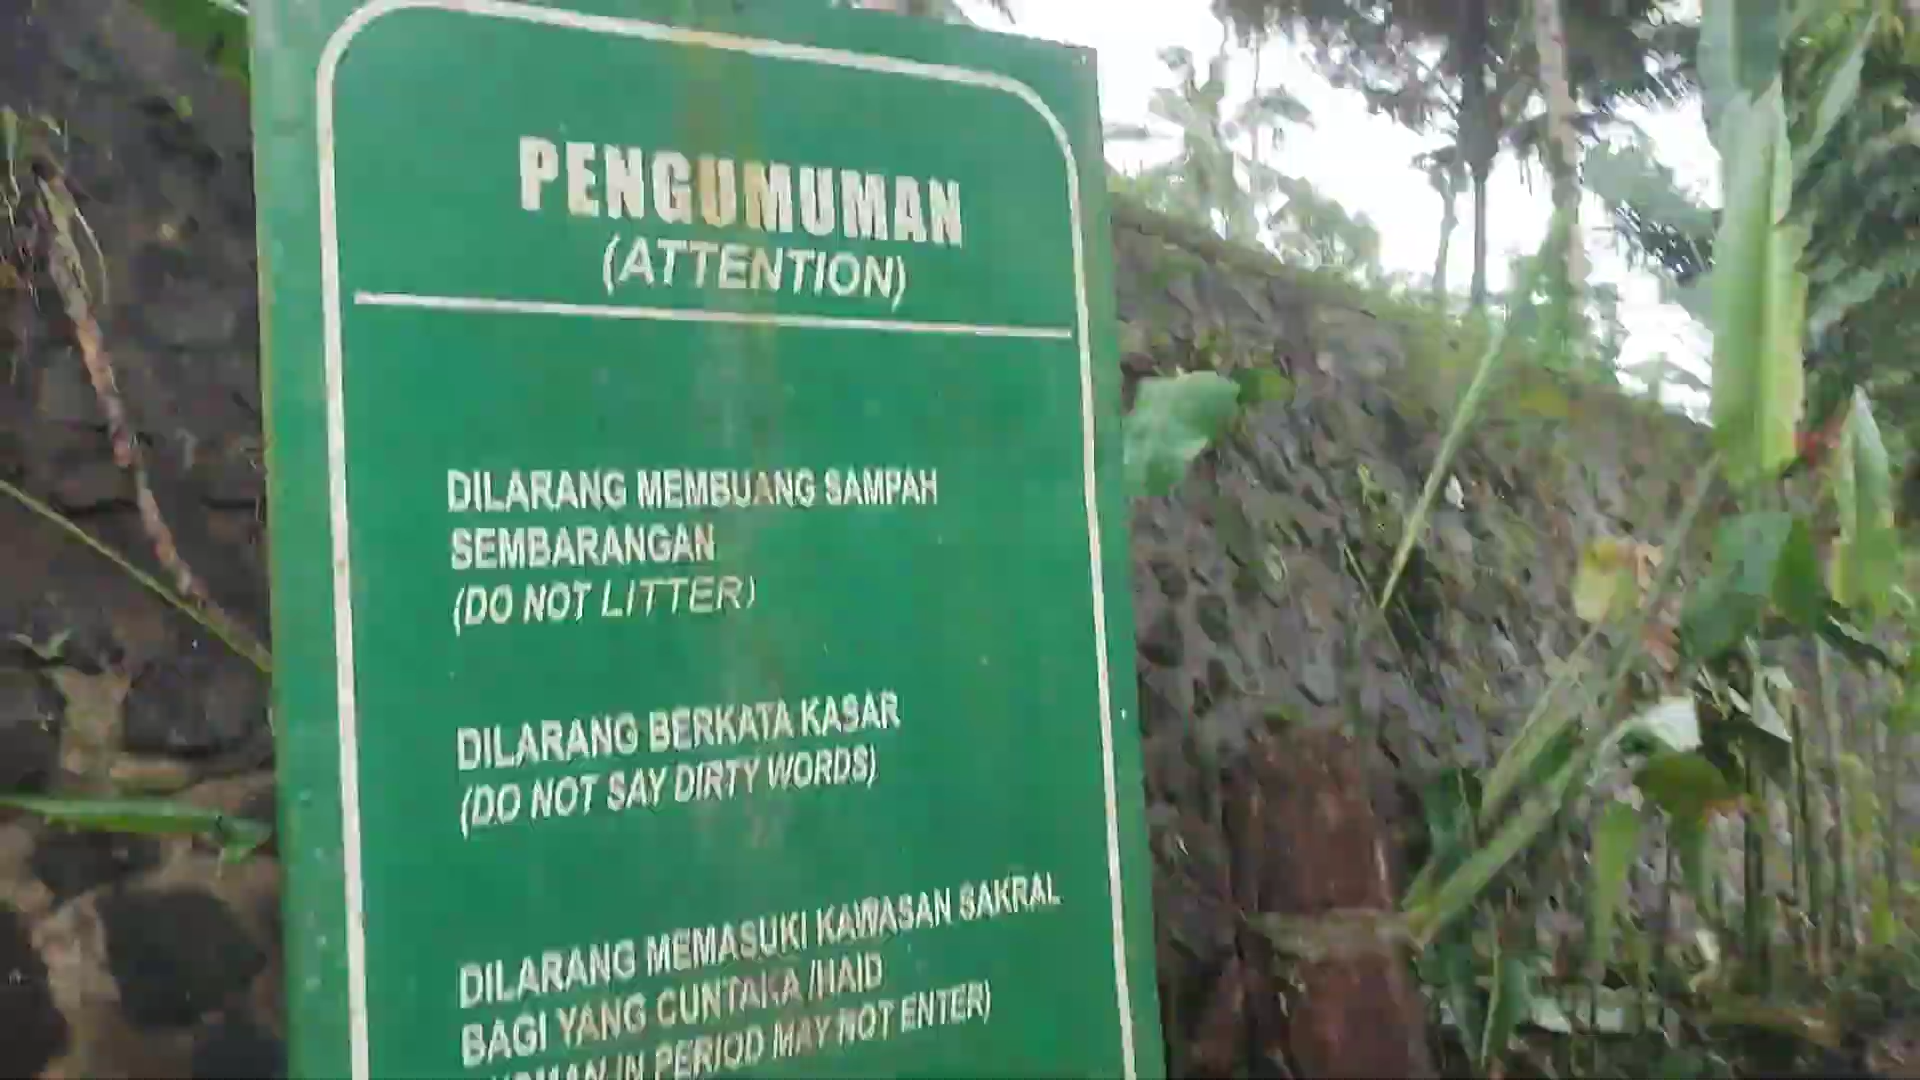 PENGUMUMAN
(ATTENTION)
DILARANG MEMBUANG SAMPAH
SEMBARANGAN
(DO NOT LITTER)
DILARANG BERKATA KASAR
(DO NOT SAY DIRTY WORDS)
DILARANG MEMASUKI KAWASAN SAKRAL
BAGI YANG CUNTAKA /HAID
IN PERIOD MAY NOT ENTER)